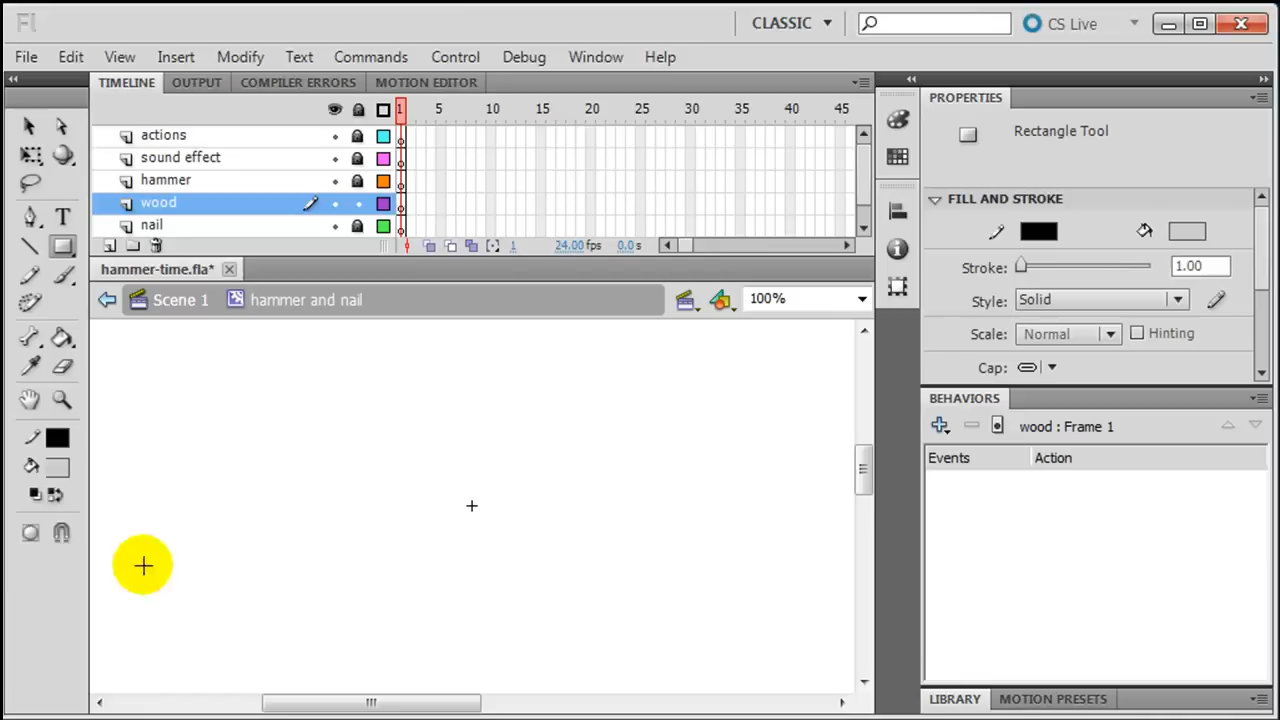 Fl CLASSIC CS Live
File Edit View Insert Modify Text Commands Control Debug Window Help
TIMELINE OUTPUT COMPILER ERRORS MOTION EDITOR
1 5 10 15 20 25 30 35 40 45
actions
sound effect
hammer
wood
nail
1 24.00 fps 0.0 s
hammer-time.fla*
Scene 1 hammer and nail 100%
T
PROPERTIES
Rectangle Tool
FILL AND STROKE
Stroke: 1.00
Style: Solid
Scale: Normal Hinting
Cap:
BEHAVIORS
wood : Frame 1
Events Action
LIBRARY MOTION PRESETS